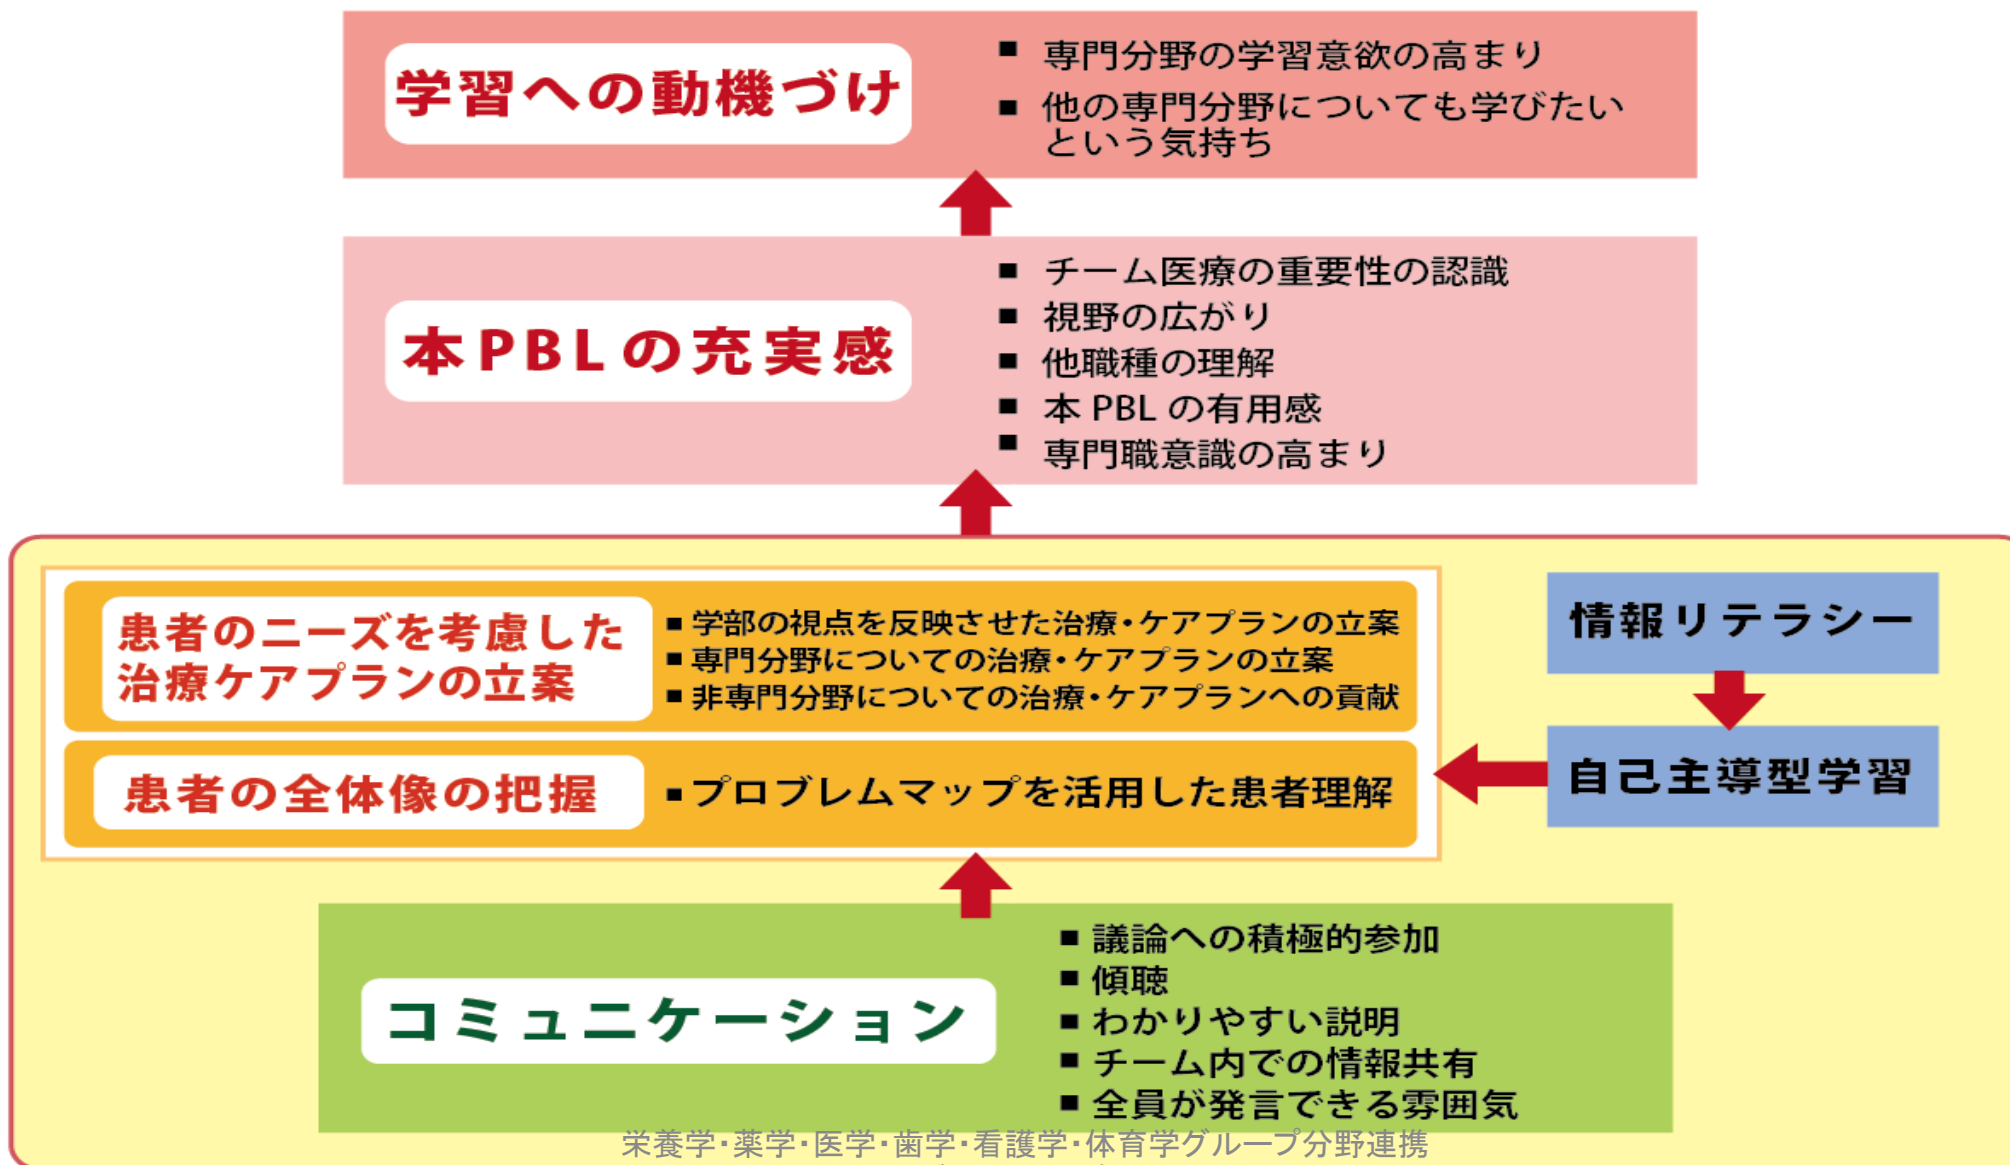 学習への動機づけ
■ 専門分野の学習意欲の高まり
■ 他の専門分野についても学びたい
という気持ち
本PBLの充実感
■ チーム医療の重要性の認識
■ 視野の広がり
■ 他職種の理解
■ 本 PBL の有用感
■ 専門職意識の高まり
患者のニーズを考慮した
治療ケアプランの立案
■ 学部の視点を反映させた治療・ケアプランの立案
■ 専門分野についての治療・ケアプランの立案
■ 非専門分野についての治療・ケアプランへの貢献
情報リテラシー
患者の全体像の把握
■ プロブレムマップを活用した患者理解
自己主導型学習
コミュニケーション
■ 議論への積極的参加
■ 傾聴
■ わかりやすい説明
■ チーム内での情報共有
■ 全員が発言できる雰囲気
栄養学・薬学・医学・歯学・看護学・体育学グループ分野連携